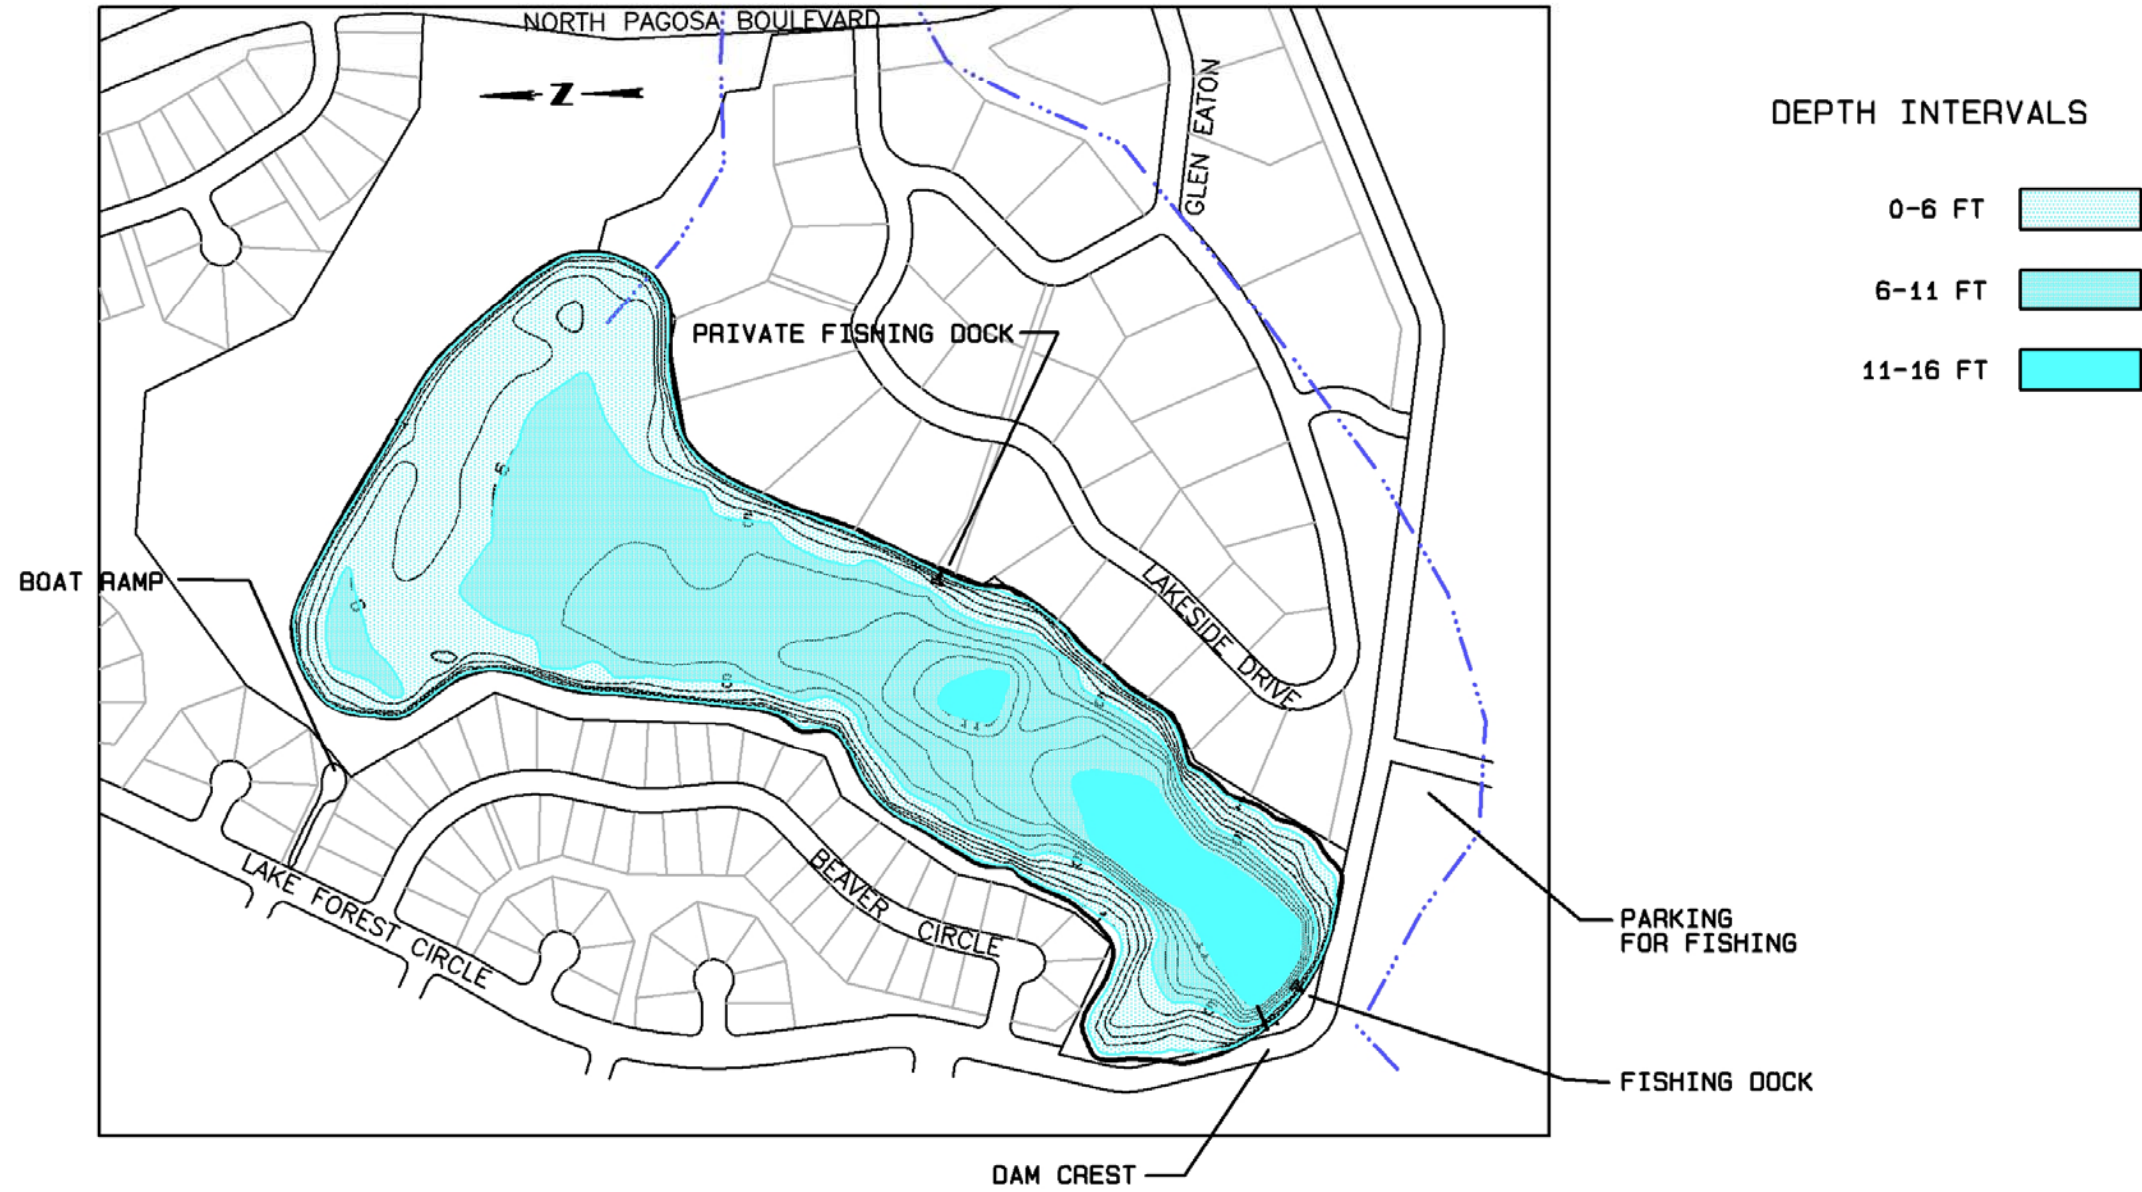 NORTH PAGOSA BOULEVARD
Z
GLEN EATON
DEPTH INTERVALS
0-6 FT
6-11 FT
11-16 FT
PRIVATE FISHING DOCK
BOAT RAMP
LAKESIDE DRIVE
BEAVER CIRCLE
LAKE FOREST CIRCLE
PARKING
FOR FISHING
FISHING DOCK
DAM CREST